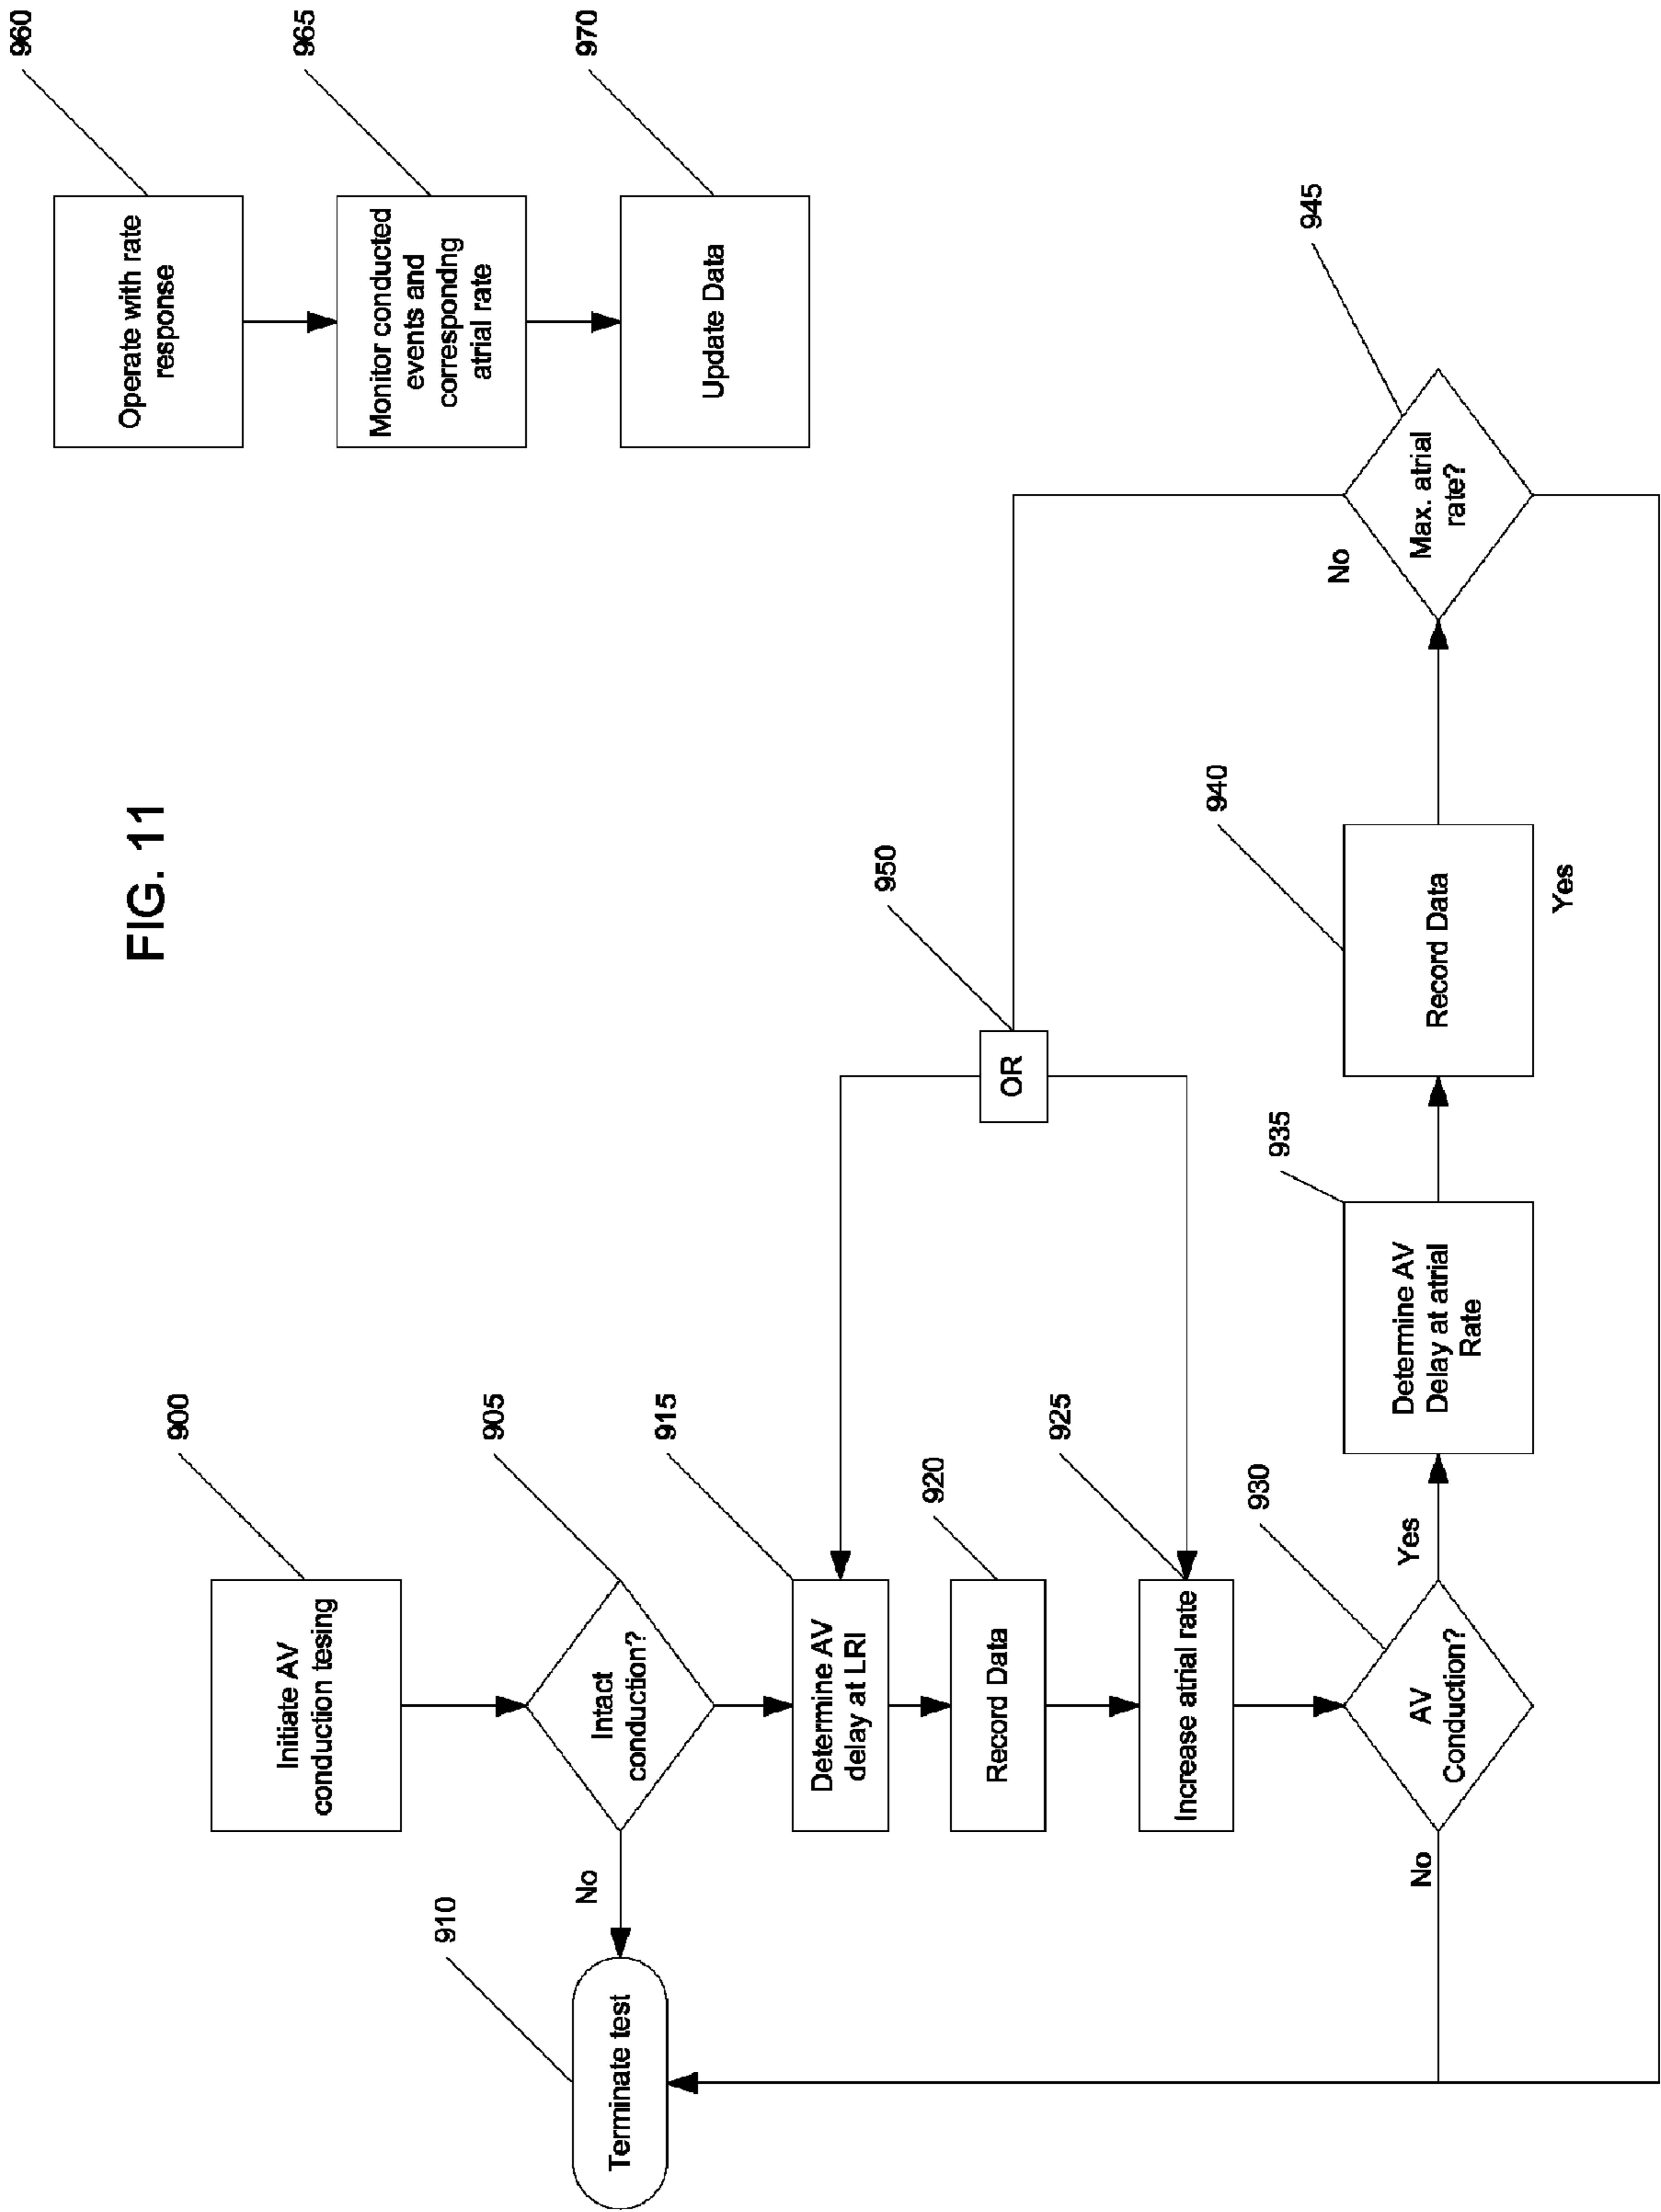 FIG. 11
900
Initiate AV
conduction tesing
905
Intact
conduction?
No
910
Terminate test
915
Determine AV
delay at LRI
920
Record Data
925
Increase atrial rate
930
AV
Conduction?
No
Yes
935
Determine AV
Delay at atrial
Rate
940
Record Data
Yes
945
Max. atrial
rate?
No
950
OR
960
Operate with rate
response
965
Monitor conducted
events and
correspondng
atrial rate
970
Update Data